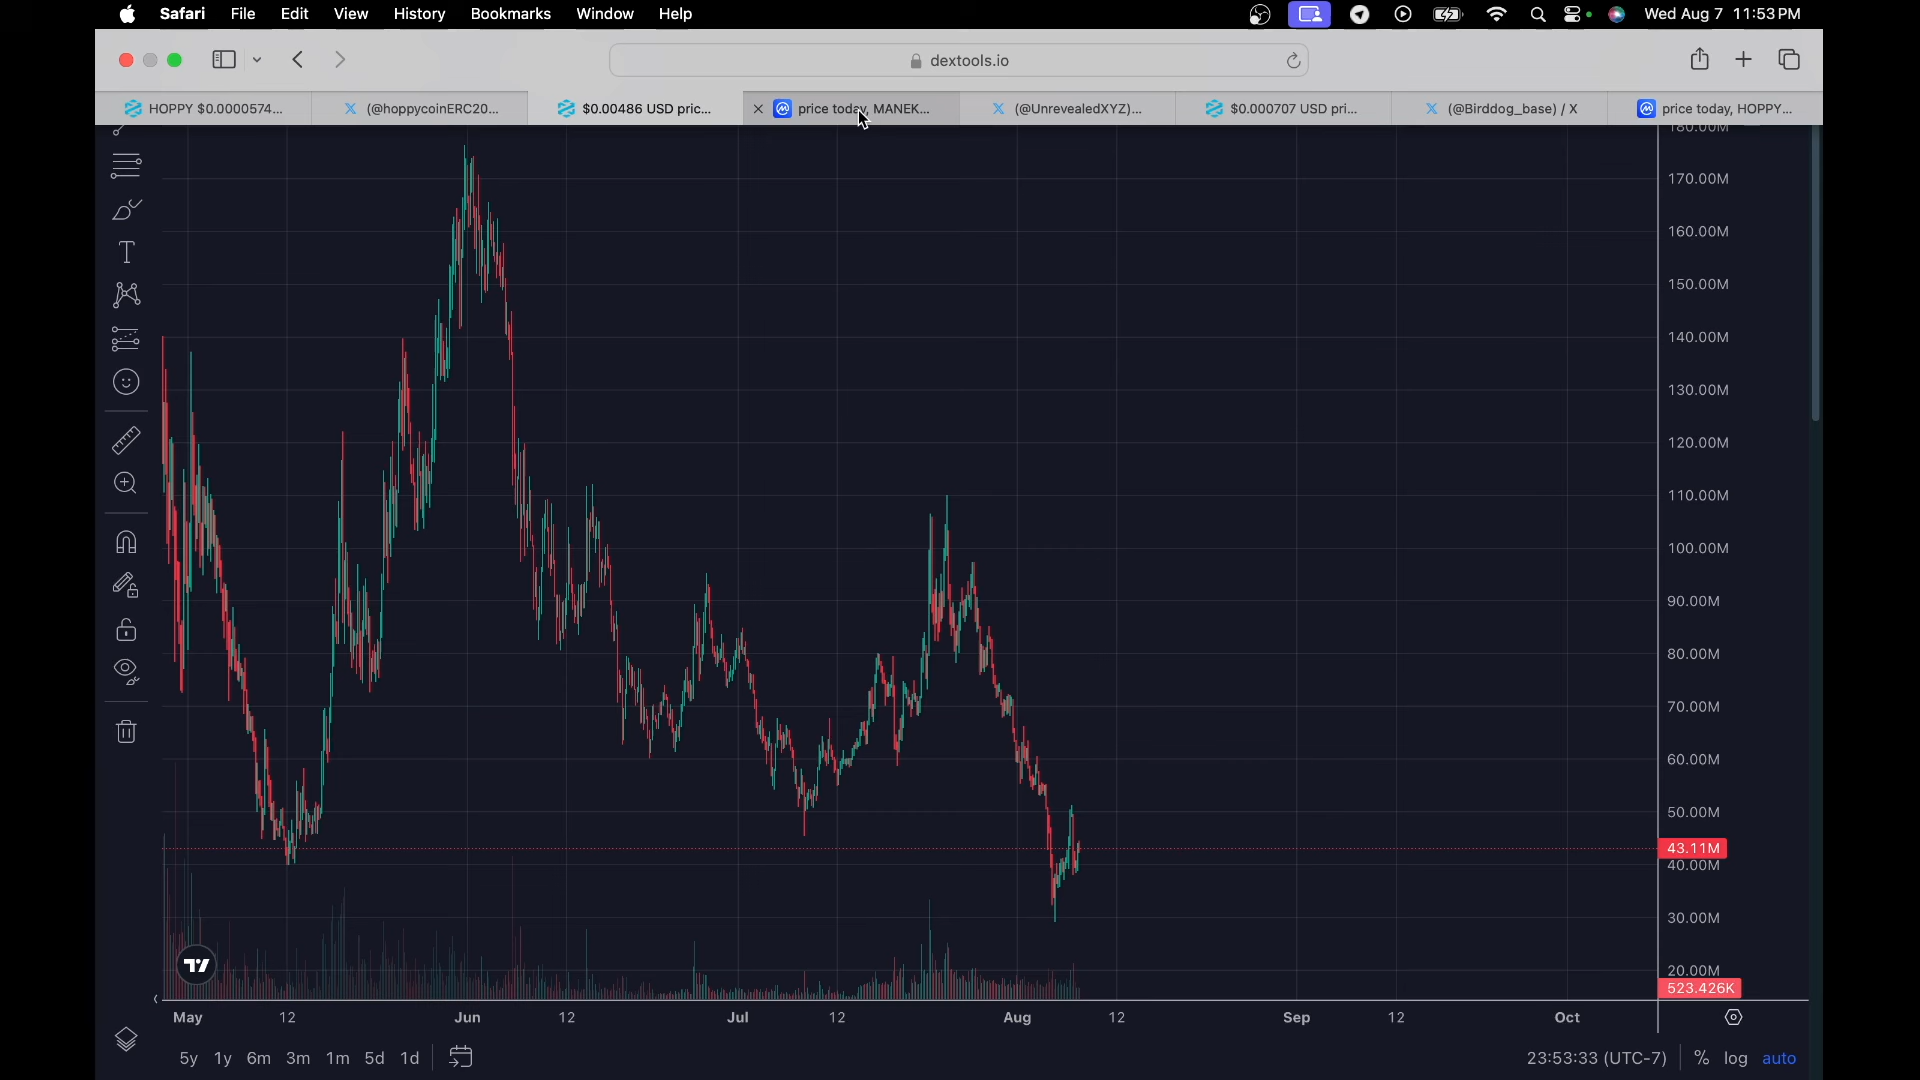 Safari File Edit View History Bookmarks Window Help Wed Aug 7 11:53 PM
dextools.io
HOPPY $0.0000574... (@hoppycoinERC20... $0.00486 USD pric... price today, MANEK... (@UnrevealedXYZ)... $0.000707 USD pri... (@Birddog_base) / X price today, HOPPY...
180.00M
170.00M
160.00M
150.00M
140.00M
130.00M
120.00M
110.00M
100.00M
90.00M
80.00M
70.00M
60.00M
50.00M
43.11M
40.00M
30.00M
20.00M
523.426K
May 12 Jun 12 Jul 12 Aug 12 Sep 12 Oct
5y 1y 6m 3m 1m 5d 1d 23:53:33 (UTC-7) % log auto